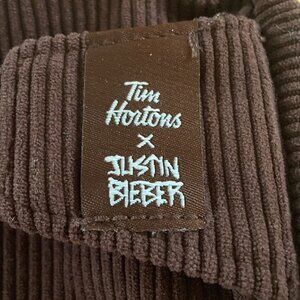 Tim
Hortons
×
JUSTIN
BIEBER